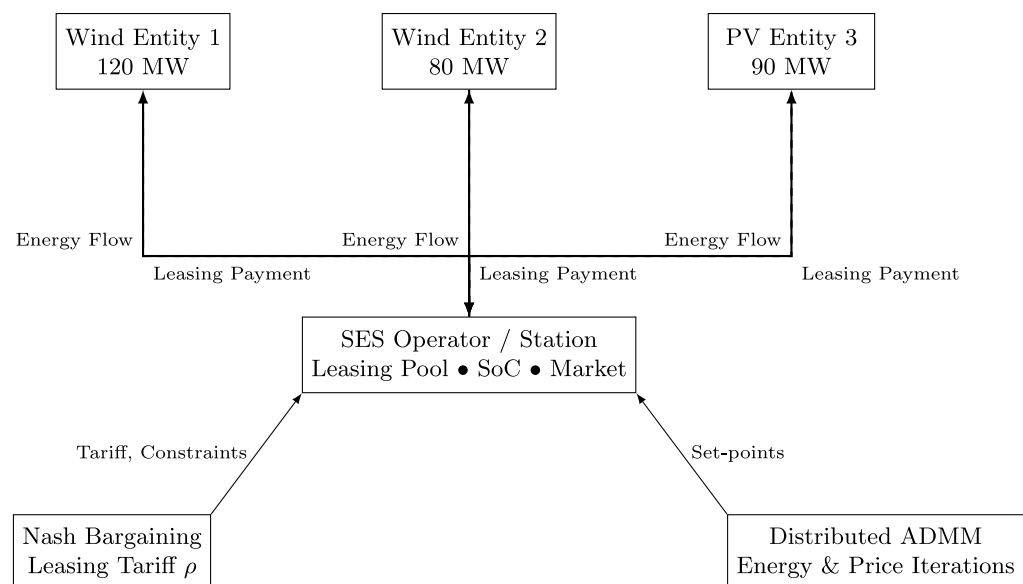 Wind Entity 1
120 MW
Wind Entity 2
80 MW
PV Entity 3
90 MW
Energy Flow
Energy Flow
Energy Flow
Leasing Payment
Leasing Payment
Leasing Payment
SES Operator / Station
Leasing Pool • SoC • Market
Tariff, Constraints
Set-points
Nash Bargaining
Leasing Tariff ρ
Distributed ADMM
Energy & Price Iterations